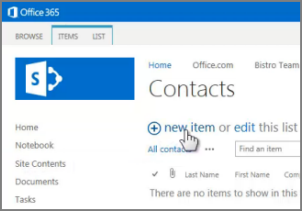 Office 365
BROWSE ITEMS LIST
Home Office.com Bistro Team
Contacts
new item or edit this list
All contacts ... Find an item
Last Name First Name Com
There are no items to show in this
Home
Notebook
Site Contents
Documents
Tasks